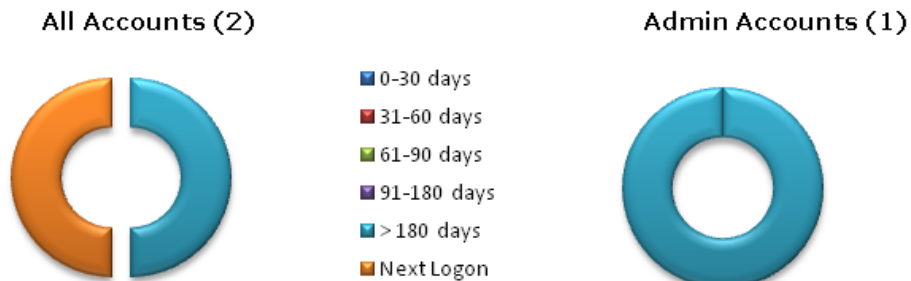 All Accounts (2)
Admin Accounts (1)
0-30 days
31-60 days
61-90 days
91-180 days
>180 days
Next Logon